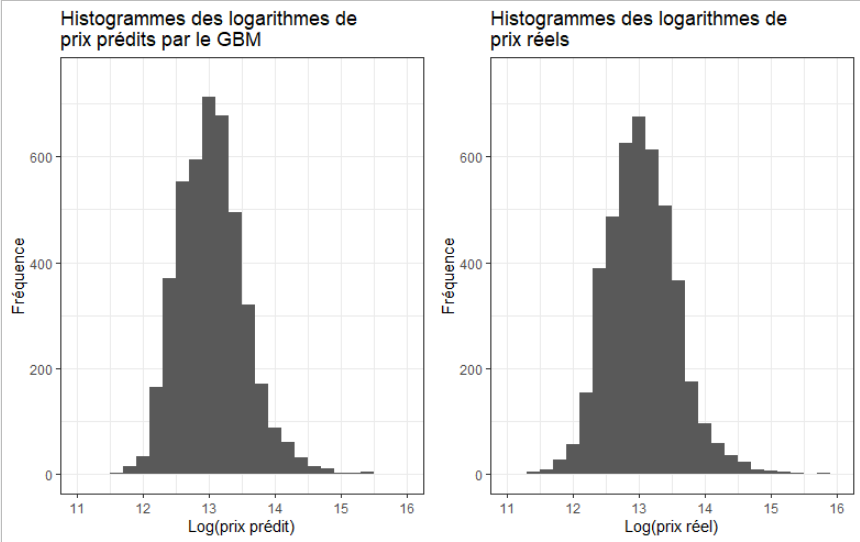 Histogrammes des logarithmes de
prix prédits par le GBM
600
400
200
0
Fréquence
11 12 13 14 15 16
Log(prix prédit)
Histogrammes des logarithmes de
prix réels
600
400
200
0
Fréquence
11 12 13 14 15 16
Log(prix réel)